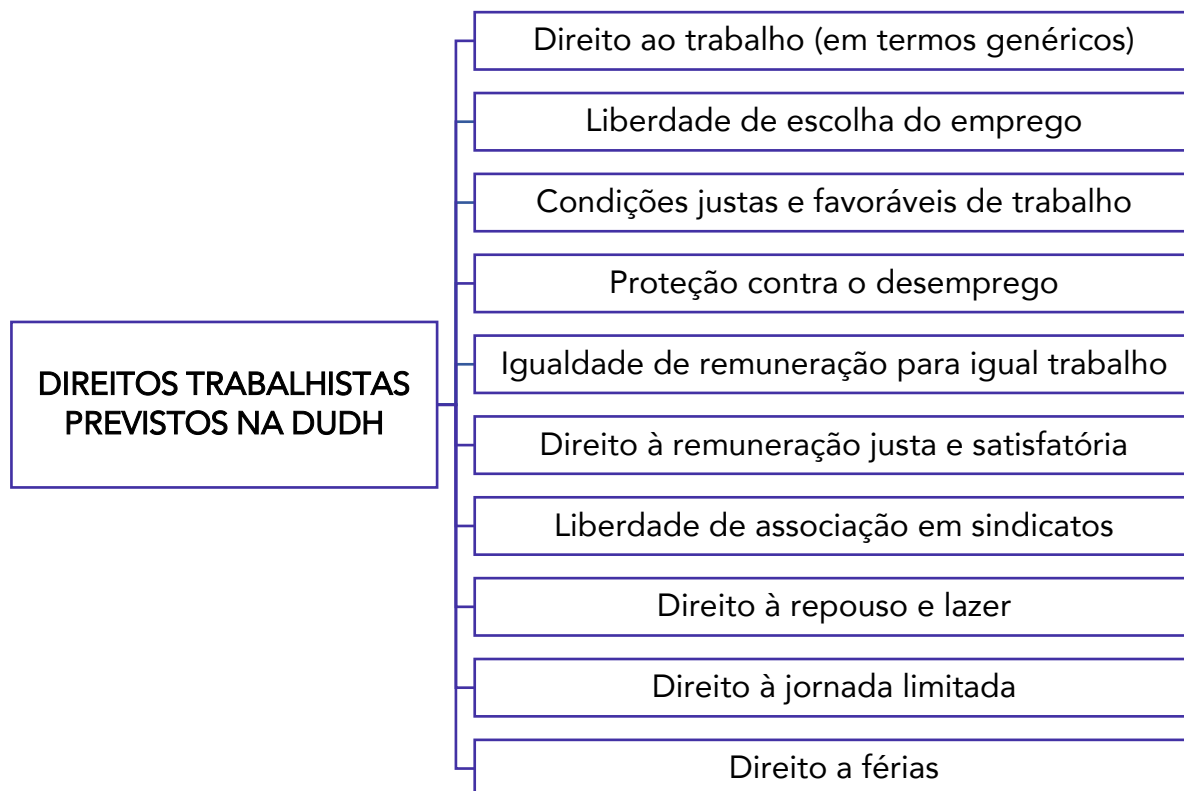 Direito ao trabalho (em termos genéricos)
Liberdade de escolha do emprego
Condições justas e favoráveis de trabalho
Proteção contra o desemprego
DIREITOS TRABALHISTAS
PREVISTOS NA DUDH
Igualdade de remuneração para igual trabalho
Direito à remuneração justa e satisfatória
Liberdade de associação em sindicatos
Direito à repouso e lazer
Direito à jornada limitada
Direito a férias